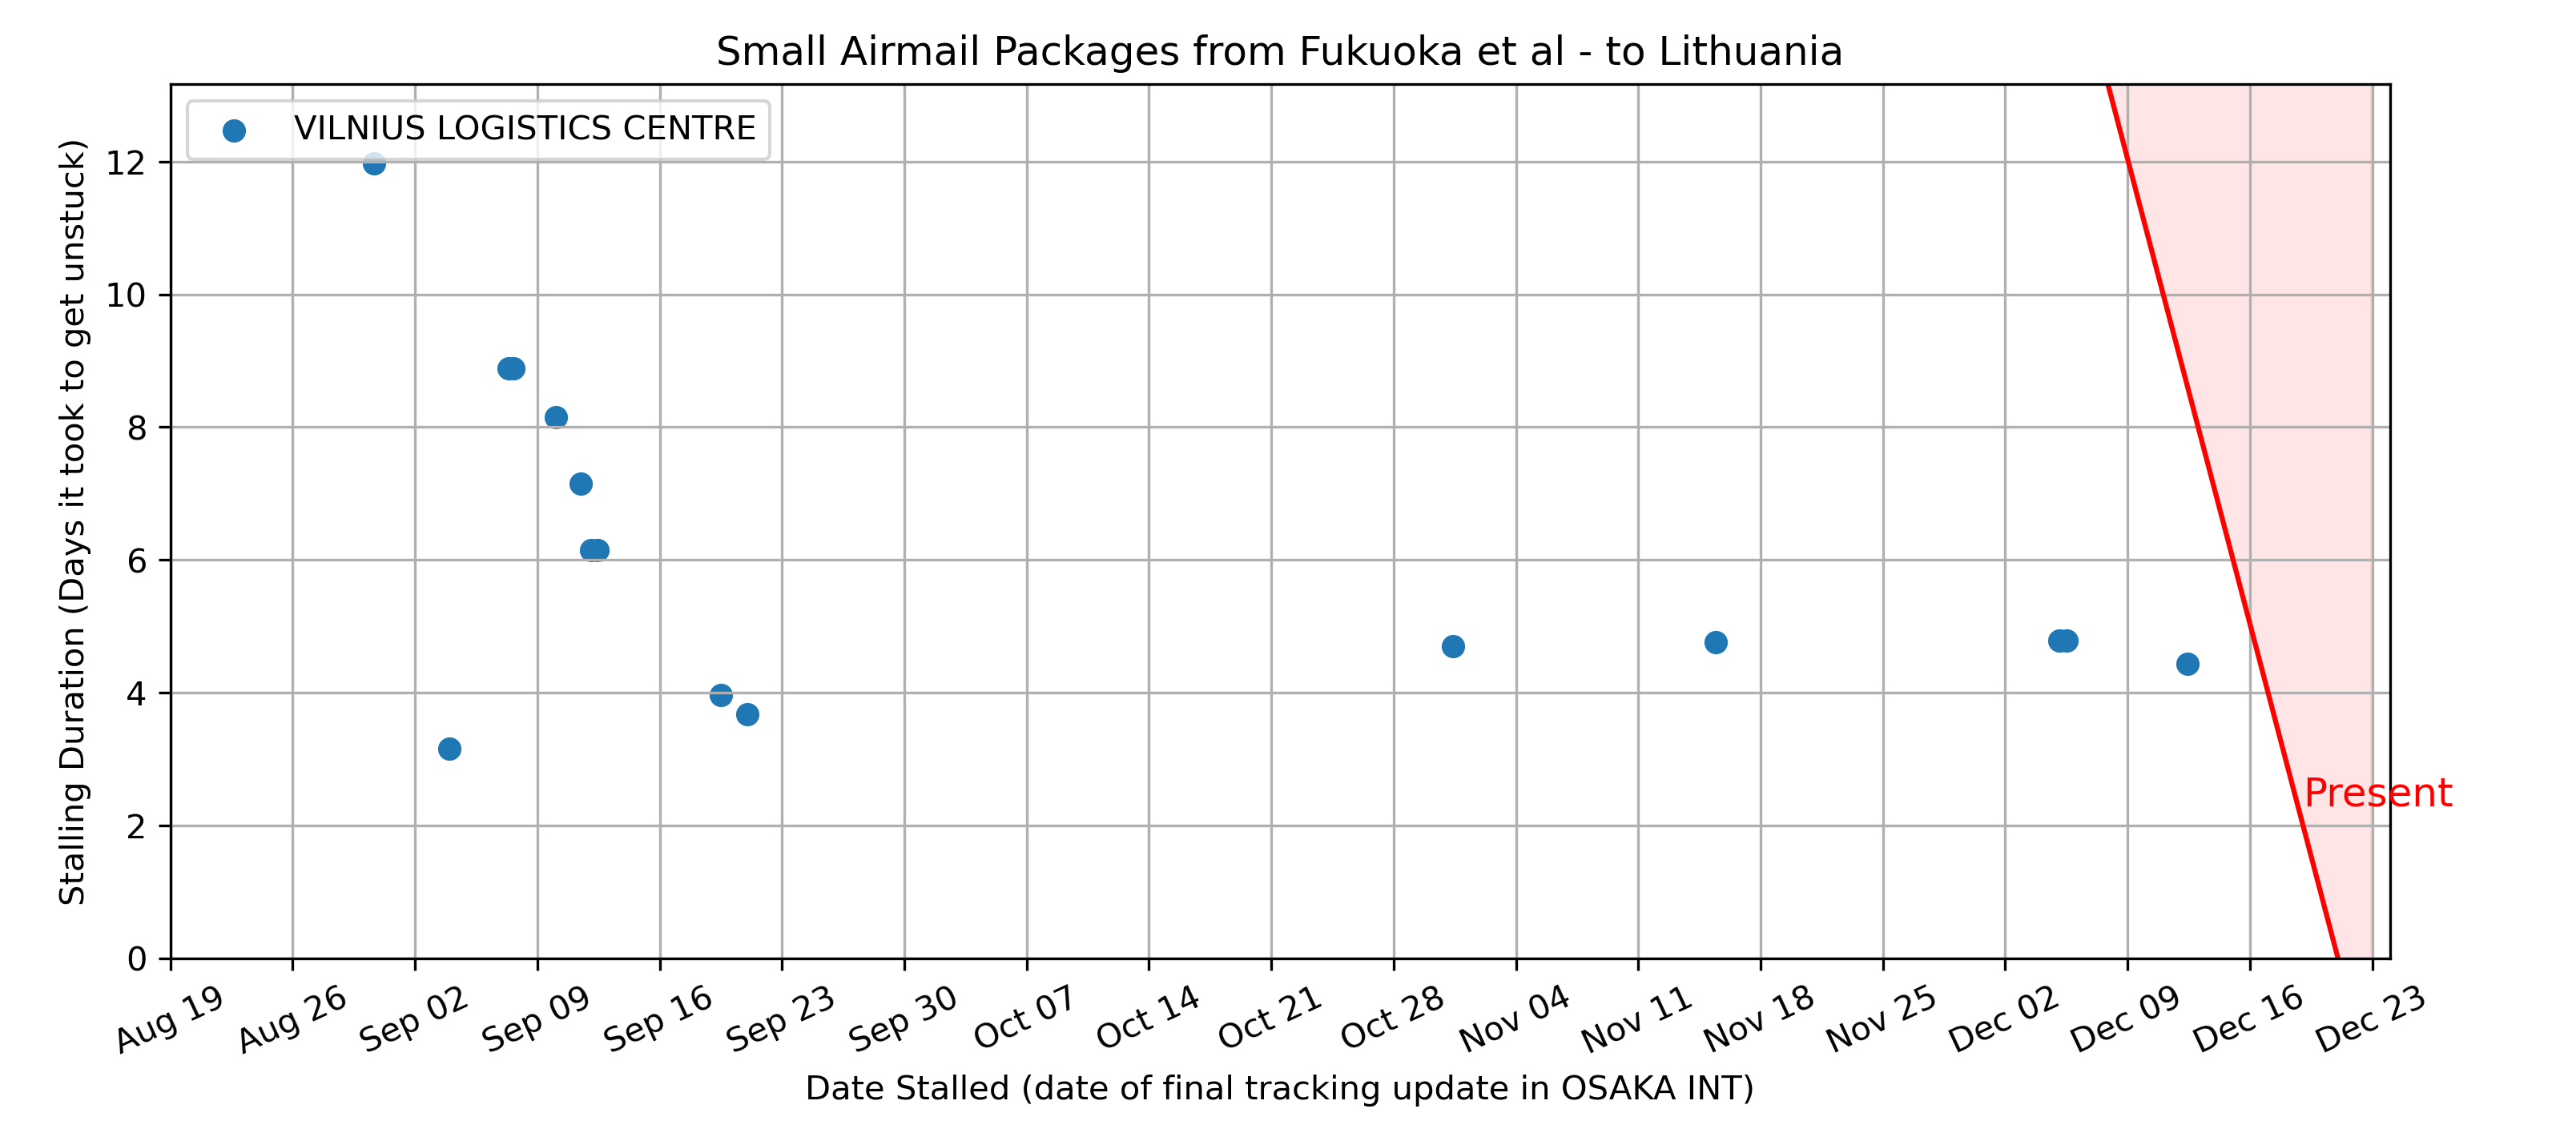 Small Airmail Packages from Fukuoka et al - to Lithuania
VILNIUS LOGISTICS CENTRE
Stalling Duration (Days it took to get unstuck)
12
10
8
6
4
2
0
Present
Aug 19
Aug 26
Sep 02
Sep 09
Sep 16
Sep 23
Sep 30
Oct 07
Oct 14
Oct 21
Oct 28
Nov 04
Nov 11
Nov 18
Nov 25
Dec 02
Dec 09
Dec 16
Dec 23
Date Stalled (date of final tracking update in OSAKA INT)